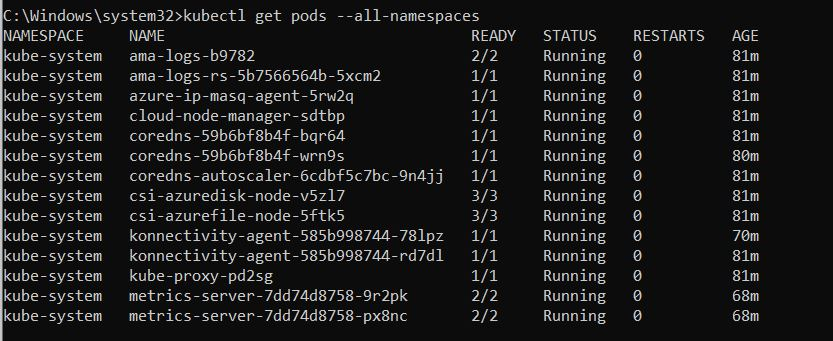 C:\Windows\system32>kubectl get pods --all-namespaces
NAMESPACE NAME READY STATUS RESTARTS AGE
kube-system ama-logs-b9782 2/2 Running 0 81m
kube-system ama-logs-rs-5b7566564b-5xcm2 1/1 Running 0 81m
kube-system azure-ip-masq-agent-5rw2q 1/1 Running 0 81m
kube-system cloud-node-manager-sdtbp 1/1 Running 0 81m
kube-system coredns-59b6bf8b4f-bqr64 1/1 Running 0 81m
kube-system coredns-59b6bf8b4f-wrn9s 1/1 Running 0 80m
kube-system coredns-autoscaler-6cdbf5c7bc-9n4jj 1/1 Running 0 81m
kube-system csi-azuredisk-node-v5zl7 3/3 Running 0 81m
kube-system csi-azurefile-node-5ftk5 3/3 Running 0 81m
kube-system konnectivity-agent-585b998744-78lpz 1/1 Running 0 70m
kube-system konnectivity-agent-585b998744-rd7dl 1/1 Running 0 81m
kube-system kube-proxy-pd2sg 1/1 Running 0 81m
kube-system metrics-server-7dd74d8758-9r2pk 2/2 Running 0 68m
kube-system metrics-server-7dd74d8758-px8nc 2/2 Running 0 68m